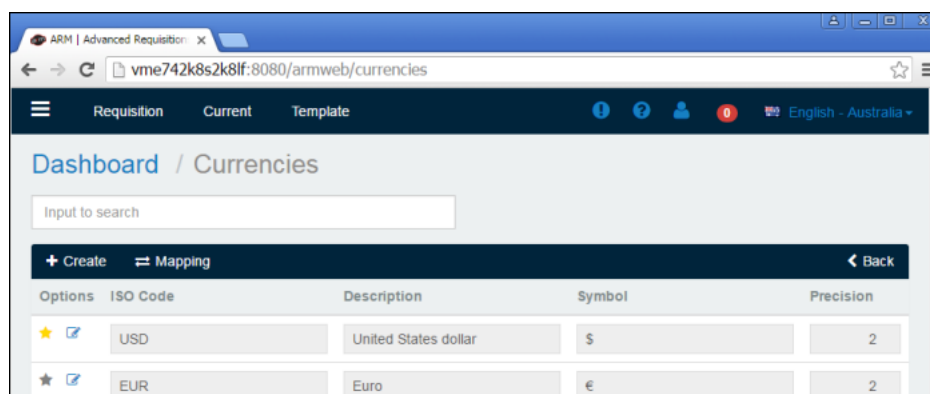 ARM | Advanced Requisition
vme742k8s2k8lf:8080/armweb/currencies
Requisition Current Template 0 English - Australia
Dashboard / Currencies
Input to search
Create Mapping Back
Options ISO Code Description Symbol Precision
USD United States dollar $ 2
EUR Euro € 2